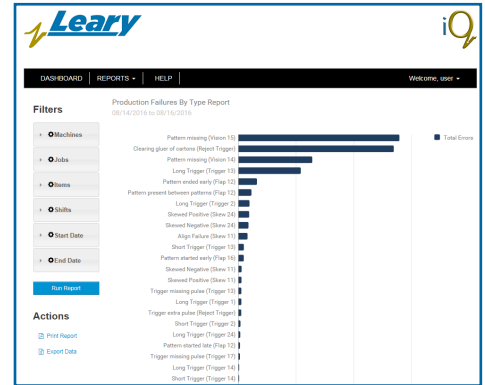 Leary
iQ
DASHBOARD
REPORTS
HELP
Welcome, user
Filters
Machines
Jobs
Items
Shifts
Start Date
End Date
Run Report
Actions
Print Report
Export Data
Production Failures By Type Report
08/14/2016 to 08/16/2016
Total Errors
Pattern missing (Vision 15)
Clearing gluer of cartons (Reject Trigger)
Pattern missing (Vision 14)
Long Trigger (Trigger 13)
Pattern ended early (Flap 12)
Pattern present between patterns (Flap 12)
Long Trigger (Trigger 2)
Skewed Positive (Skew 24)
Skewed Negative (Skew 24)
Align Failure (Skew 11)
Short Trigger (Trigger 13)
Pattern started early (Flap 16)
Skewed Negative (Skew 11)
Skewed Positive (Skew 11)
Trigger missing pulse (Trigger 13)
Long Trigger (Trigger 1)
Trigger extra pulse (Reject Trigger)
Short Trigger (Trigger 2)
Long Trigger (Trigger 24)
Pattern started late (Flap 12)
Trigger missing pulse (Trigger 17)
Long Trigger (Trigger 14)
Short Trigger (Trigger 14)